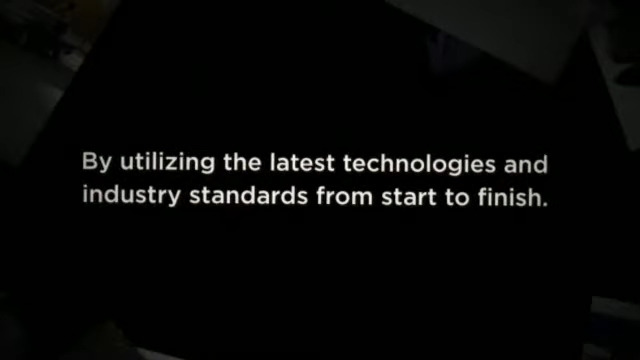 By utilizing the latest technologies and
industry standards from start to finish.